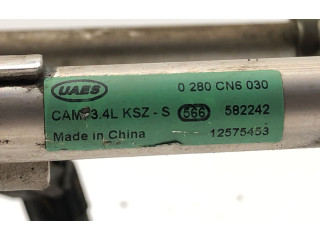 UAES 0 280 CN6 030
CAM 3.4L KSZ - S 566 582242
Made in China 12575453